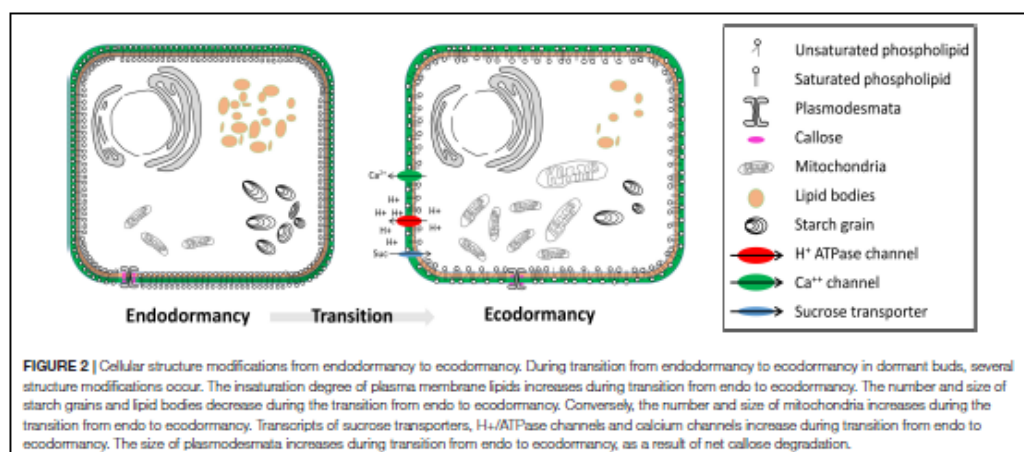 Unsaturated phospholipid
Saturated phospholipid
Plasmodesmata
Callose
Mitochondria
Lipid bodies
Starch grain
H⁺ ATPase channel
Ca⁺⁺ channel
Sucrose transporter
Ca²⁺
H+
H+ H+ H+
H+ H+
H+
Suc
Endodormancy Transition Ecodormancy
FIGURE 2 | Cellular structure modifications from endodormancy to ecodormancy. During transition from endodormancy to ecodormancy in dormant buds, several
structure modifications occur. The insaturation degree of plasma membrane lipids increases during transition from endo to ecodormancy. The number and size of
starch grains and lipid bodies decrease during the transition from endo to ecodormancy. Conversely, the number and size of mitochondria increases during the
transition from endo to ecodormancy. Transcripts of sucrose transporters, H+/ATPase channels and calcium channels increase during transition from endo to
ecodormancy. The size of plasmodesmata increases during transition from endo to ecodormancy, as a result of net callose degradation.